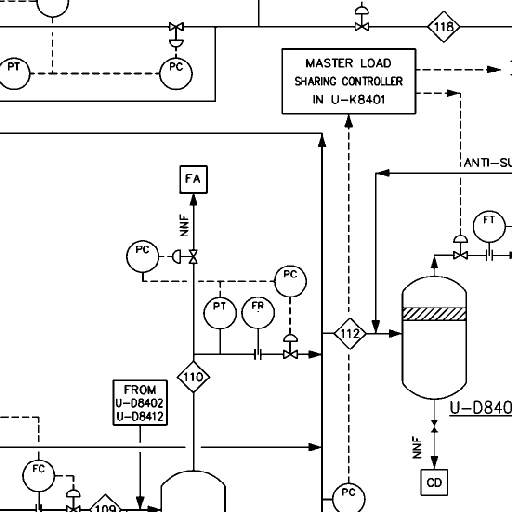 118
PT
PC
MASTER LOAD
SHARING CONTROLLER
IN U-K8401
ANTI-SU
FA
NNF
FT
PC
PC
PT
FR
112
110
FROM
U-D8402
U-D8412
U-D840
NNF
FC
CD
PC
109